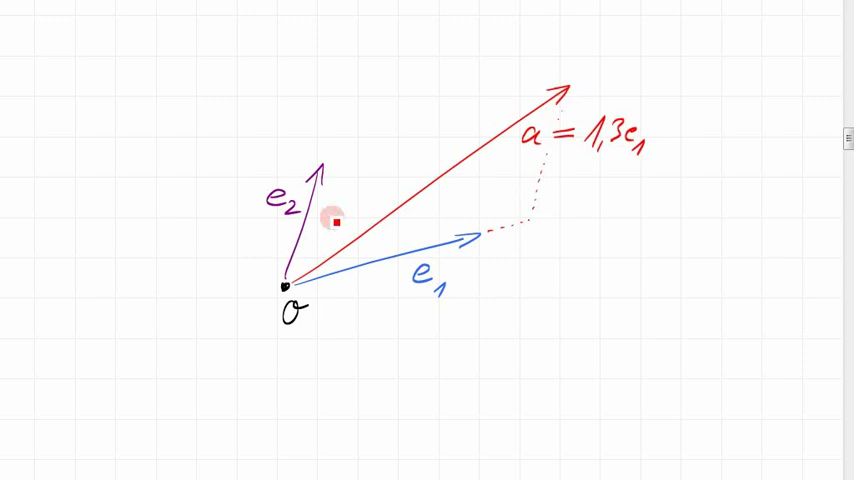 a = 1,3e₁
e₂
e₁
O